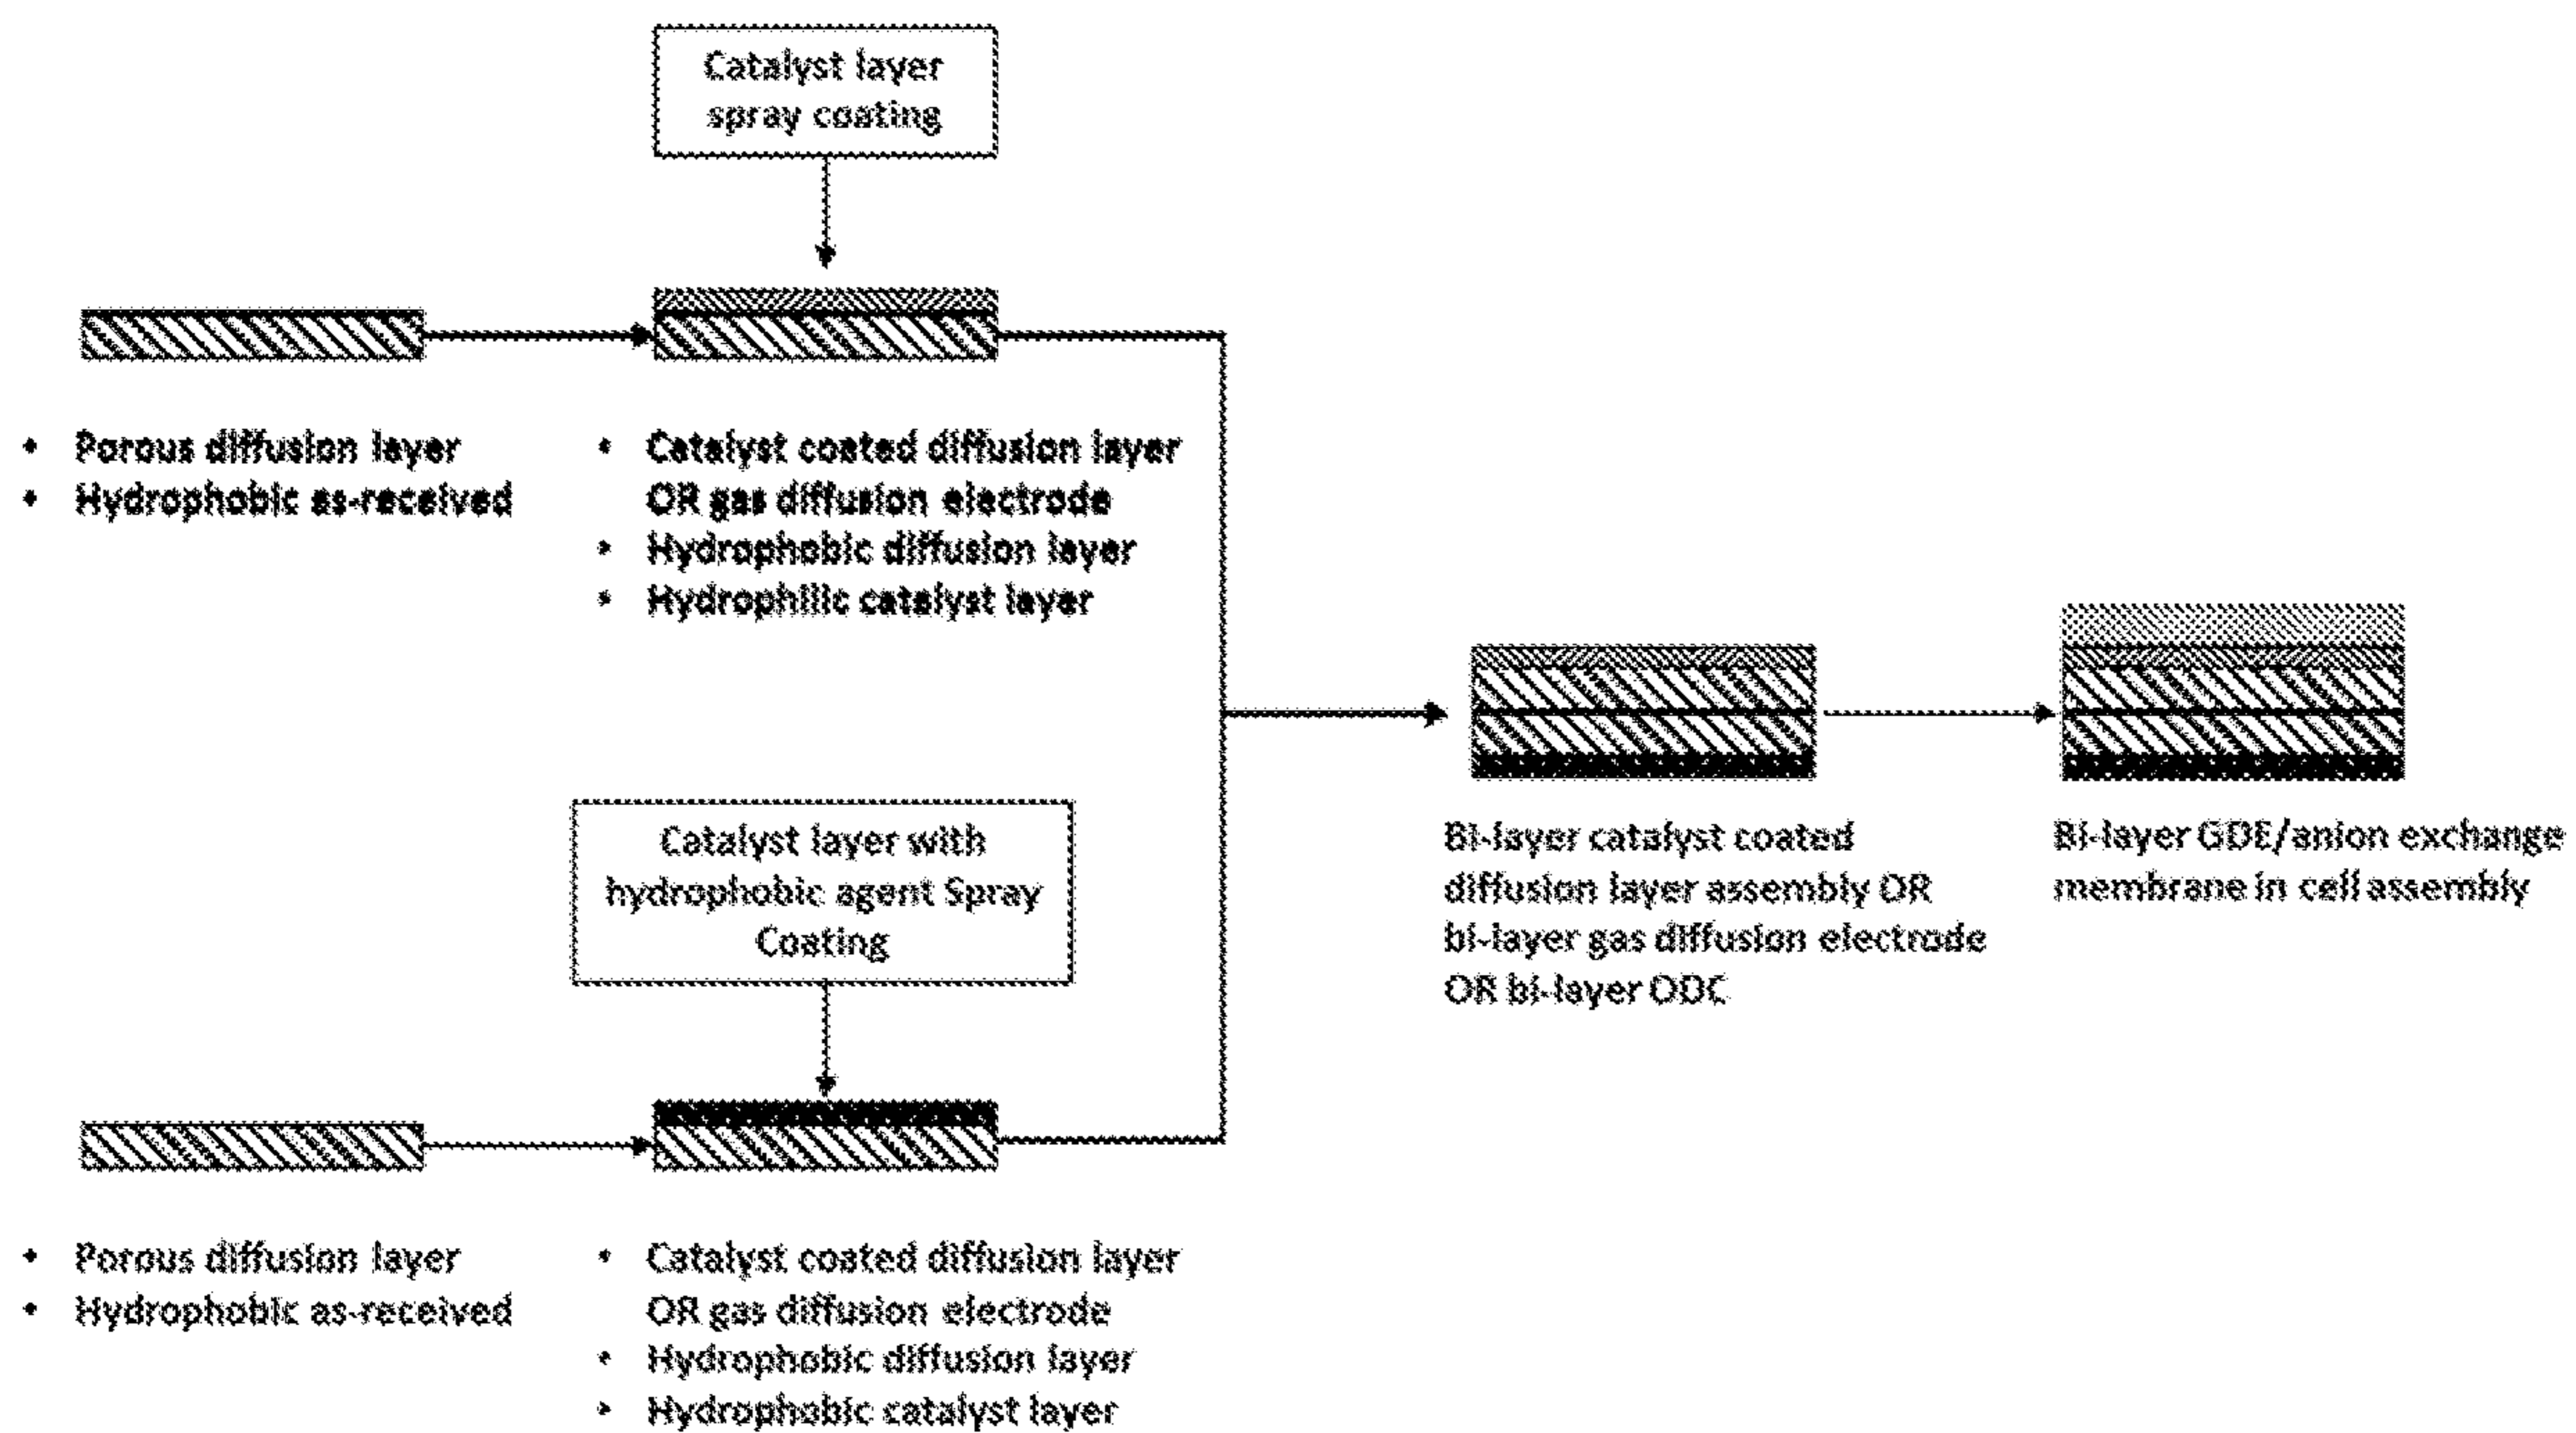 Catalyst layer
spray coating
• Porous diffusion layer
• Hydrophobic as-received
• Catalyst coated diffusion layer
OR gas diffusion electrode
• Hydrophobic diffusion layer
• Hydrophilic catalyst layer
Catalyst layer with
hydrophobic agent Spray
Coating
Bi-layer catalyst coated
diffusion layer assembly OR
bi-layer gas diffusion electrode
OR bi-layer ODC
Bi-layer GDE/anion exchange
membrane in cell assembly
• Porous diffusion layer
• Hydrophobic as-received
• Catalyst coated diffusion layer
OR gas diffusion electrode
• Hydrophobic diffusion layer
• Hydrophobic catalyst layer